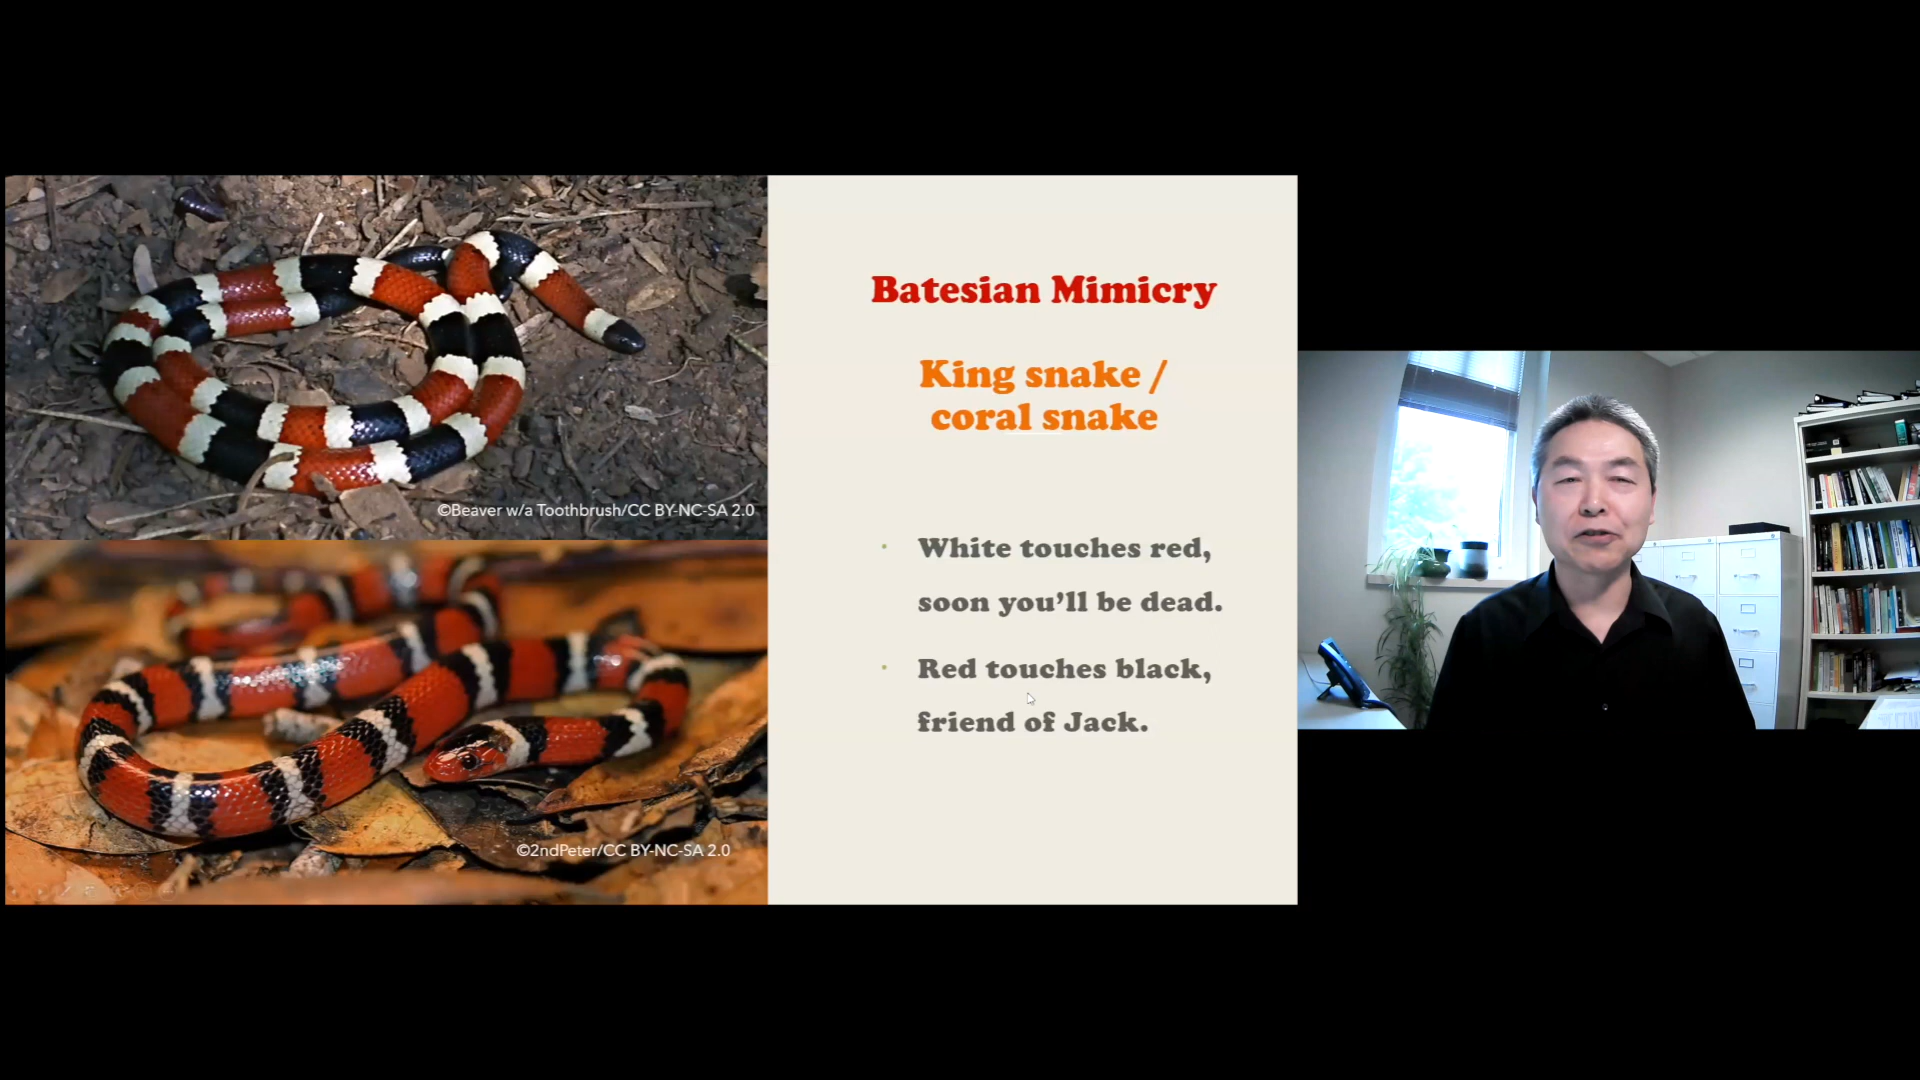 ©Beaver w/a Toothbrush/CC BY-NC-SA 2.0
©2ndPeter/CC BY-NC-SA 2.0
Batesian Mimicry
King snake /
coral snake
• White touches red,
soon you’ll be dead.
• Red touches black,
friend of Jack.